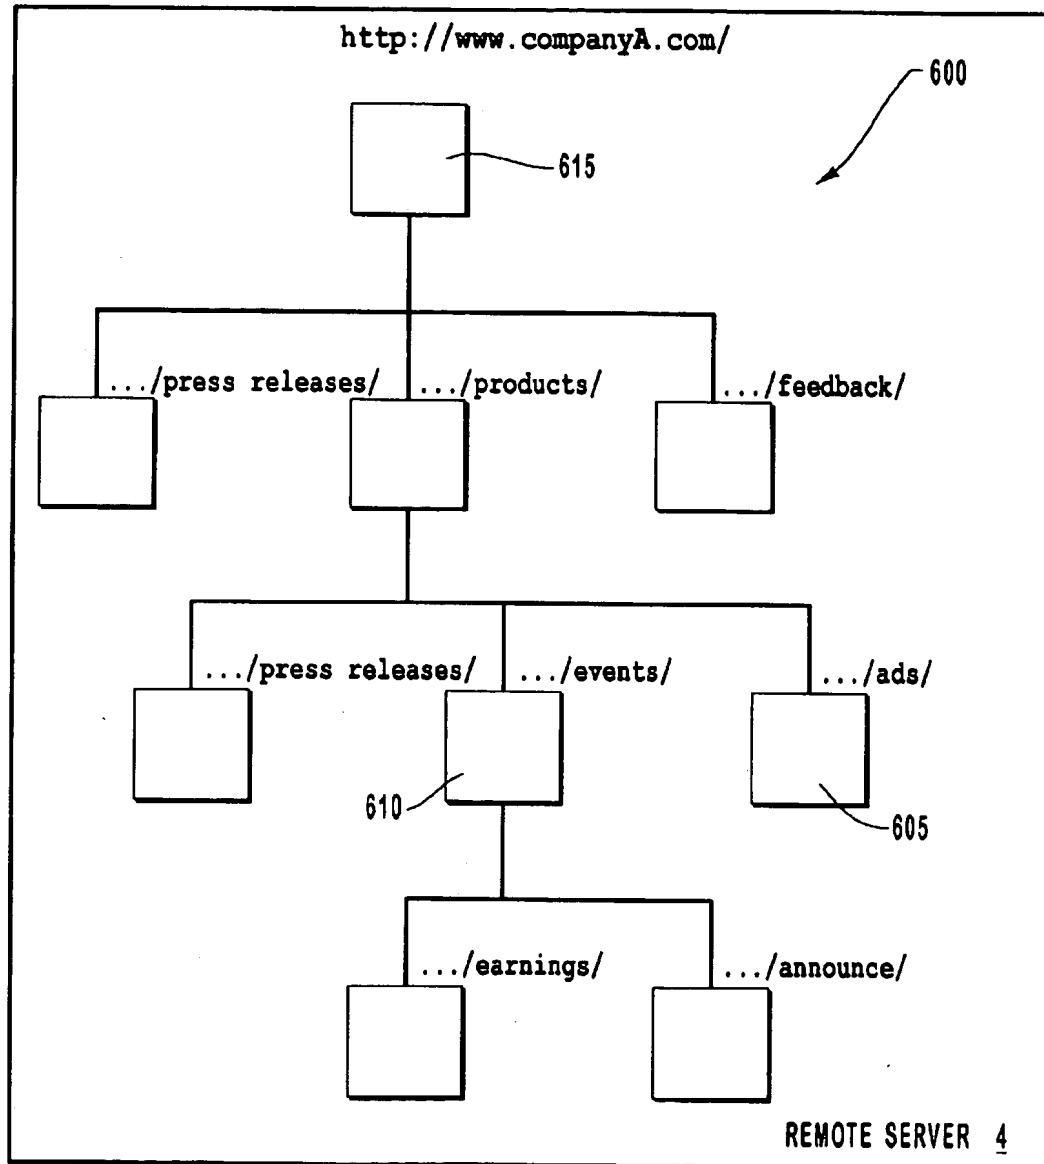 http://www.companyA.com/
600
615
.../press releases/
.../products/
.../feedback/
.../press releases/
.../events/
.../ads/
610
605
.../earnings/
.../announce/
REMOTE SERVER 4